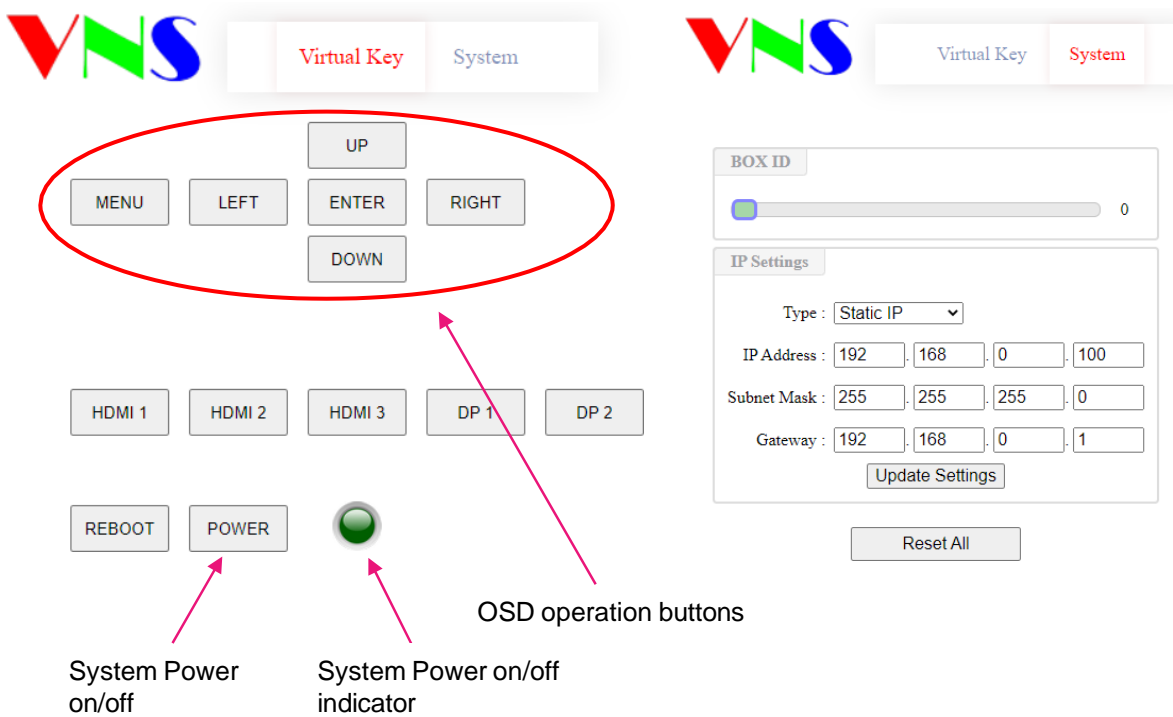 VNS
Virtual Key
System
UP
MENU
LEFT
ENTER
RIGHT
DOWN
HDMI 1
HDMI 2
HDMI 3
DP 1
DP 2
REBOOT
POWER
OSD operation buttons
System Power
on/off
System Power on/off
indicator
VNS
Virtual Key
System
BOX ID
0
IP Settings
Type : Static IP
IP Address : 192 . 168 . 0 . 100
Subnet Mask : 255 . 255 . 255 . 0
Gateway : 192 . 168 . 0 . 1
Update Settings
Reset All